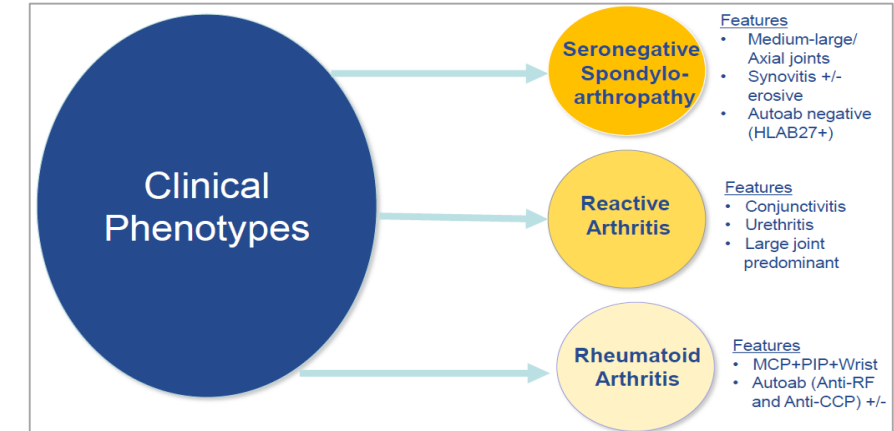 Clinical
Phenotypes
Seronegative
Spondylo-
arthropathy
Features
• Medium-large/
Axial joints
• Synovitis +/-
erosive
• Autoab negative
(HLAB27+)
Reactive
Arthritis
Features
• Conjunctivitis
• Urethritis
• Large joint
predominant
Rheumatoid
Arthritis
Features
• MCP+PIP+Wrist
• Autoab (Anti-RF
and Anti-CCP) +/-